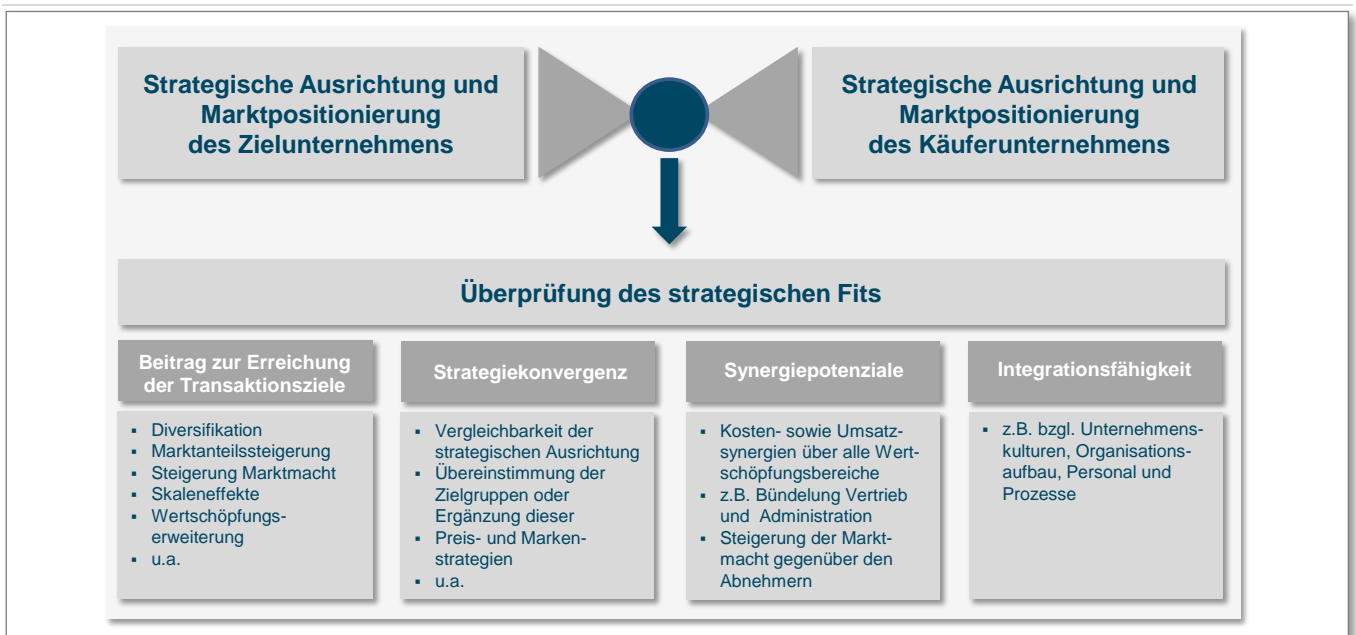 Strategische Ausrichtung und
Marktpositionierung
des Zielunternehmens
Strategische Ausrichtung und
Marktpositionierung
des Käuferunternehmens
Überprüfung des strategischen Fits
Beitrag zur Erreichung
der Transaktionsziele
▪ Diversifikation
▪ Marktanteilssteigerung
▪ Steigerung Marktmacht
▪ Skaleneffekte
▪ Wertschöpfungs-
erweiterung
▪ u.a.
Strategiekonvergenz
▪ Vergleichbarkeit der
strategischen Ausrichtung
▪ Übereinstimmung der
Zielgruppen oder
Ergänzung dieser
▪ Preis- und Marken-
strategien
▪ u.a.
Synergiepotenziale
▪ Kosten- sowie Umsatz-
synergien über alle Wert-
schöpfungsbereiche
▪ z.B. Bündelung Vertrieb
und Administration
▪ Steigerung der Markt-
macht gegenüber den
Abnehmern
Integrationsfähigkeit
▪ z.B. bzgl. Unternehmens-
kulturen, Organisations-
aufbau, Personal und
Prozesse